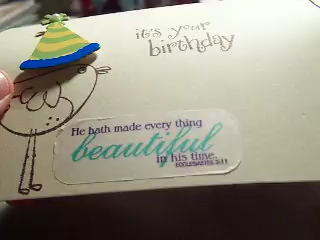 it's your
birthday
He hath made every thing
beautiful
in his time.
ECCLESIASTES 3:11